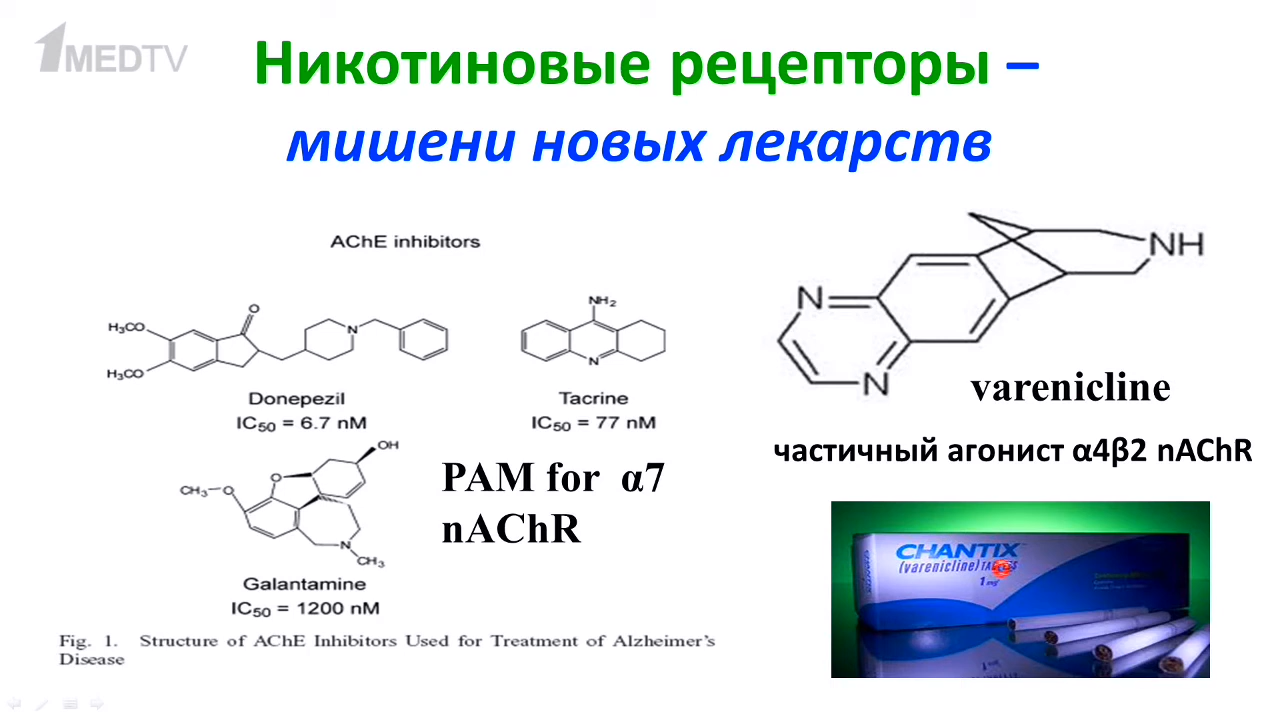 1MEDTV
Никотиновые рецепторы –
мишени новых лекарств
AChE inhibitors
O
H₃CO
H₃CO
N
Donepezil
IC₅₀ = 6.7 nM
NH₂
N
Tacrine
IC₅₀ = 77 nM
OH
O
CH₃–O
N
CH₃
Galantamine
IC₅₀ = 1200 nM
PAM for α7
nAChR
Fig. 1. Structure of AChE Inhibitors Used for Treatment of Alzheimer's
Disease
NH
N
N
varenicline
частичный агонист α4β2 nAChR
CHANTIX
(varenicline)
1 mg
CHANTIX